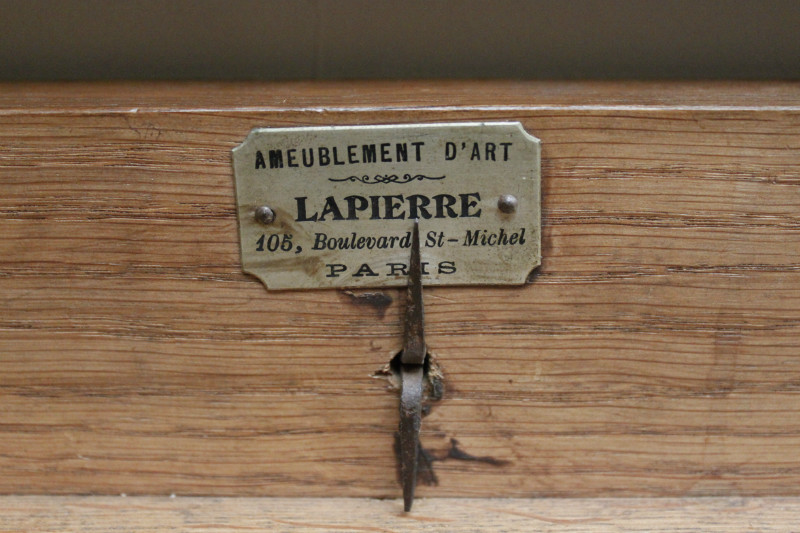 AMEUBLEMENT D'ART
LAPIERRE
105, Boulevard St-Michel
PARIS